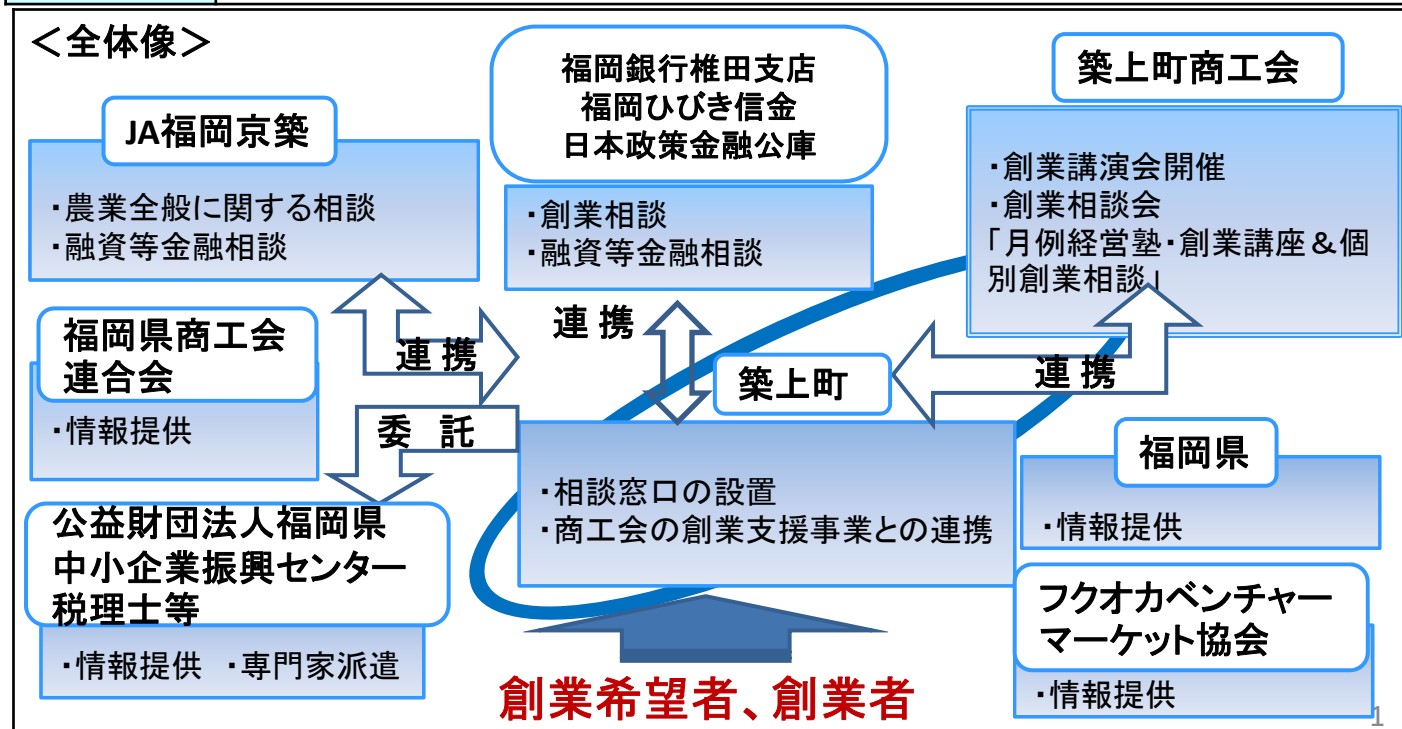 <全体像>
JA福岡京築
・農業全般に関する相談
・融資等金融相談
福岡銀行椎田支店
福岡ひびき信金
日本政策金融公庫
・創業相談
・融資等金融相談
築上町商工会
・創業講演会開催
・創業相談会
「月例経営塾・創業講座＆個
別創業相談」
連 携
連 携
連 携
福岡県商工会
連合会
・情報提供
委 託
築上町
・相談窓口の設置
・商工会の創業支援事業との連携
公益財団法人福岡県
中小企業振興センター
税理士等
・情報提供 ・専門家派遣
福岡県
・情報提供
フクオカベンチャー
マーケット協会
・情報提供
創業希望者、創業者
1